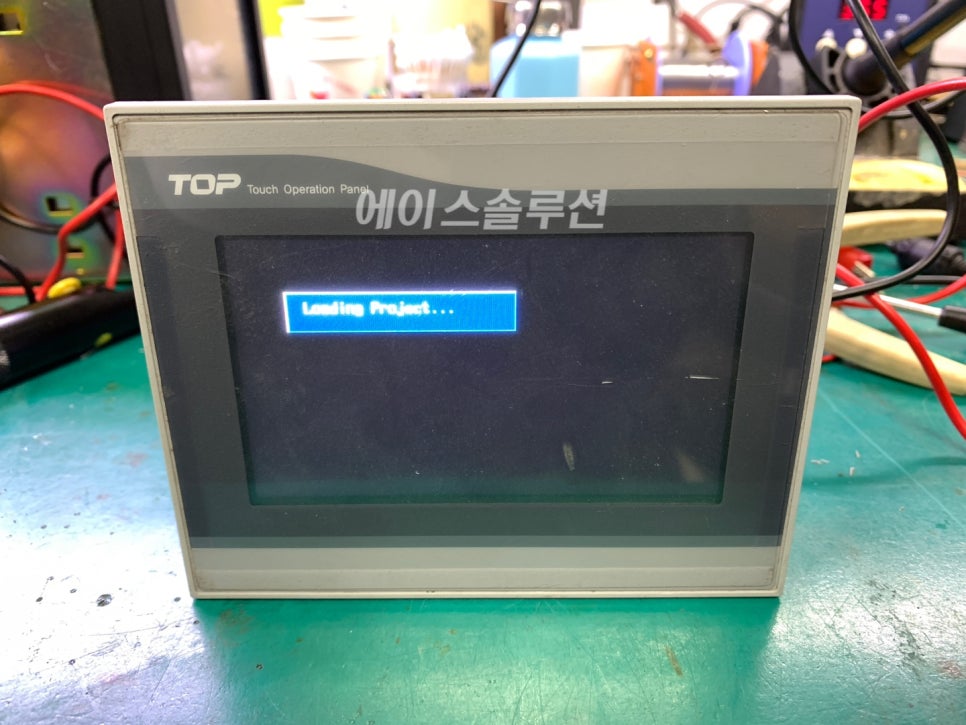 TOP Touch Operation Panel
에이스솔루션
Loading Project...